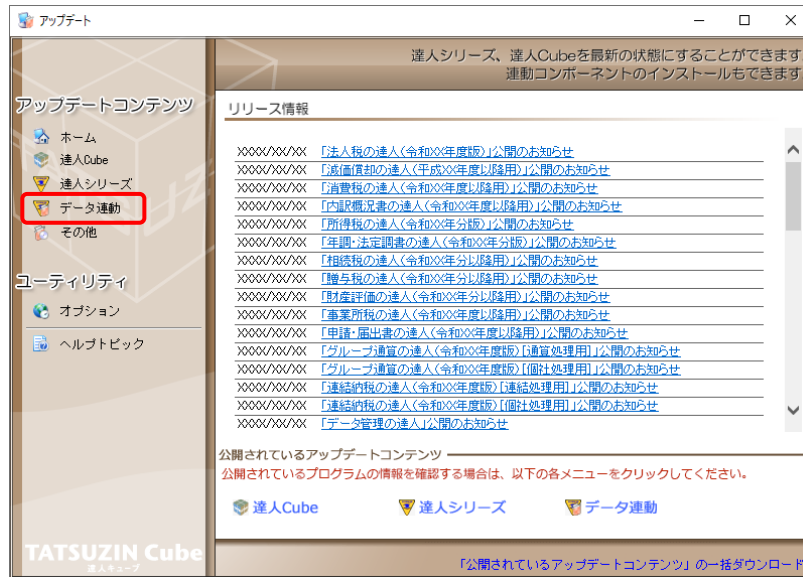 アップデート
達人シリーズ、達人Cubeを最新の状態にすることができます
連動コンポーネントのインストールもできます
アップデートコンテンツ
ホーム
達人Cube
達人シリーズ
データ連動
その他
ユーティリティ
オプション
ヘルプトピック
リリース情報
XXXX/XX/XX 「法人税の達人(令和XX年度版)」公開のお知らせ
XXXX/XX/XX 「減価償却の達人(平成XX年度以降用)」公開のお知らせ
XXXX/XX/XX 「消費税の達人(令和XX年度以降用)」公開のお知らせ
XXXX/XX/XX 「内訳概況書の達人(令和XX年度以降用)」公開のお知らせ
XXXX/XX/XX 「所得税の達人(令和XX年分版)」公開のお知らせ
XXXX/XX/XX 「年調・法定調書の達人(令和XX年分版)」公開のお知らせ
XXXX/XX/XX 「相続税の達人(令和XX年分以降用)」公開のお知らせ
XXXX/XX/XX 「贈与税の達人(令和XX年分以降用)」公開のお知らせ
XXXX/XX/XX 「財産評価の達人(令和XX年分以降用)」公開のお知らせ
XXXX/XX/XX 「事業所税の達人(令和XX年度以降用)」公開のお知らせ
XXXX/XX/XX 「申請・届出書の達人(令和XX年度以降用)」公開のお知らせ
XXXX/XX/XX 「グループ通算の達人(令和XX年度版)[通算処理用]」公開のお知らせ
XXXX/XX/XX 「グループ通算の達人(令和XX年度版)[個社処理用]」公開のお知らせ
XXXX/XX/XX 「連結納税の達人(令和XX年度版)[連結処理用]」公開のお知らせ
XXXX/XX/XX 「連結納税の達人(令和XX年度版)[個社処理用]」公開のお知らせ
XXXX/XX/XX 「データ管理の達人」公開のお知らせ
公開されているアップデートコンテンツ
公開されているプログラムの情報を確認する場合は、以下の各メニューをクリックしてください。
達人Cube 達人シリーズ データ連動
TATSUZIN Cube
達人キューブ
「公開されているアップデートコンテンツ」の一括ダウンロード